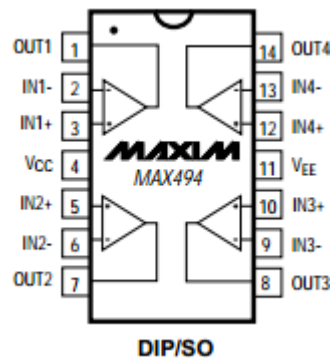 OUT1 1 14 OUT4
IN1- 2 13 IN4-
IN1+ 3 12 IN4+
VCC 4 MAXIM 11 VEE
MAX494
IN2+ 5 10 IN3+
IN2- 6 9 IN3-
OUT2 7 8 OUT3
DIP/SO